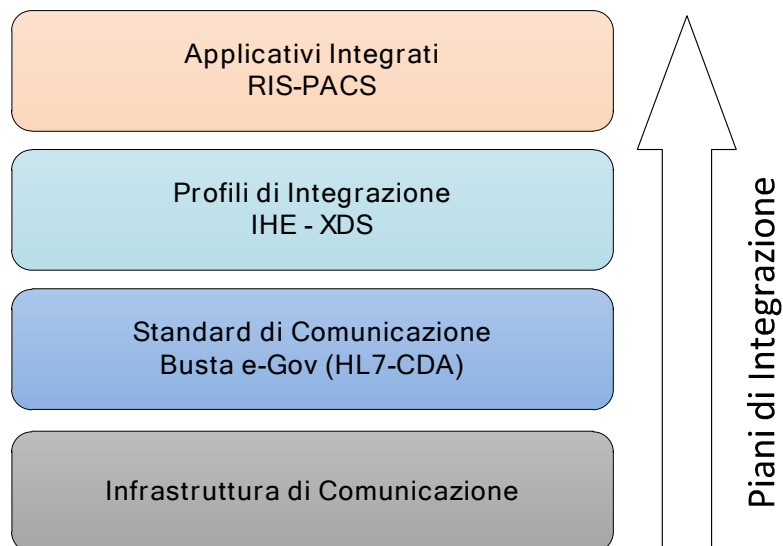 Applicativi Integrati
RIS-PACS
Profili di Integrazione
IHE - XDS
Standard di Comunicazione
Busta e-Gov (HL7-CDA)
Infrastruttura di Comunicazione
Piani di Integrazione